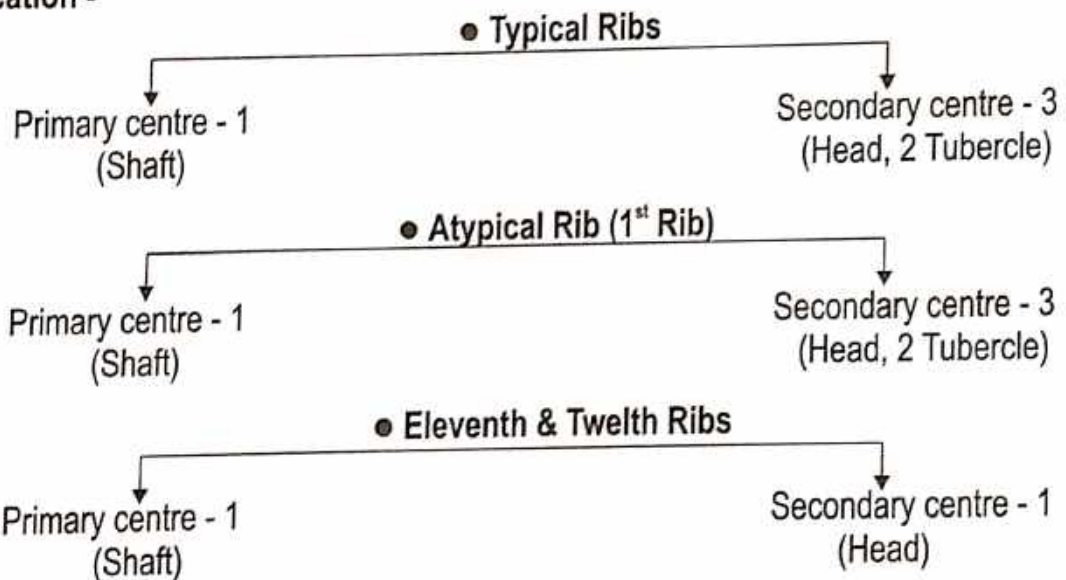 ● Typical Ribs
Primary centre - 1
(Shaft)
Secondary centre - 3
(Head, 2 Tubercle)
● Atypical Rib (1st Rib)
Primary centre - 1
(Shaft)
Secondary centre - 3
(Head, 2 Tubercle)
● Eleventh & Twelth Ribs
Primary centre - 1
(Shaft)
Secondary centre - 1
(Head)